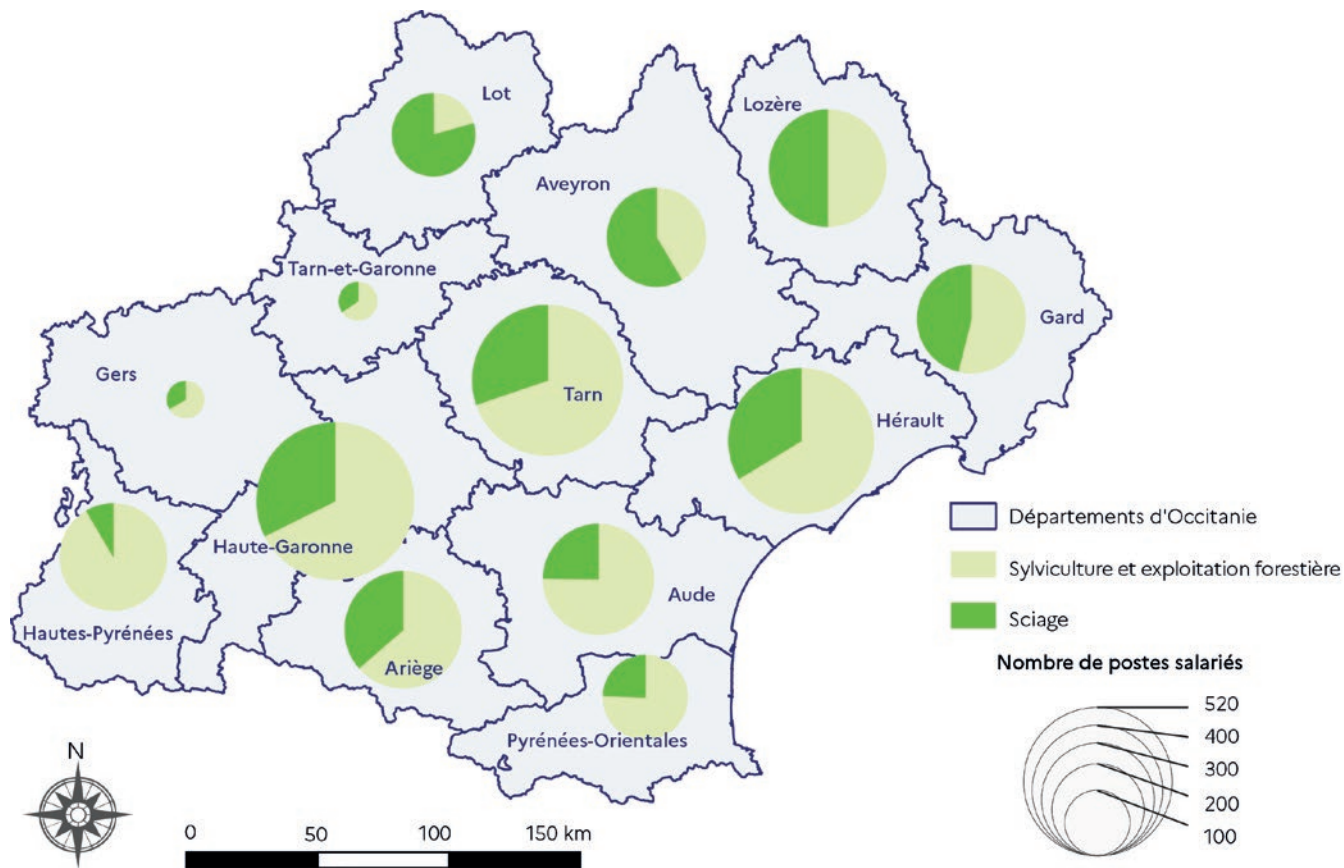 Lot
Lozère
Aveyron
Tarn-et-Garonne
Gard
Gers
Tarn
Hérault
Haute-Garonne
Aude
Hautes-Pyrénées
Ariège
Pyrénées-Orientales
Départements d'Occitanie
Sylviculture et exploitation forestière
Sciage
Nombre de postes salariés
520
400
300
200
100
N
0 50 100 150 km